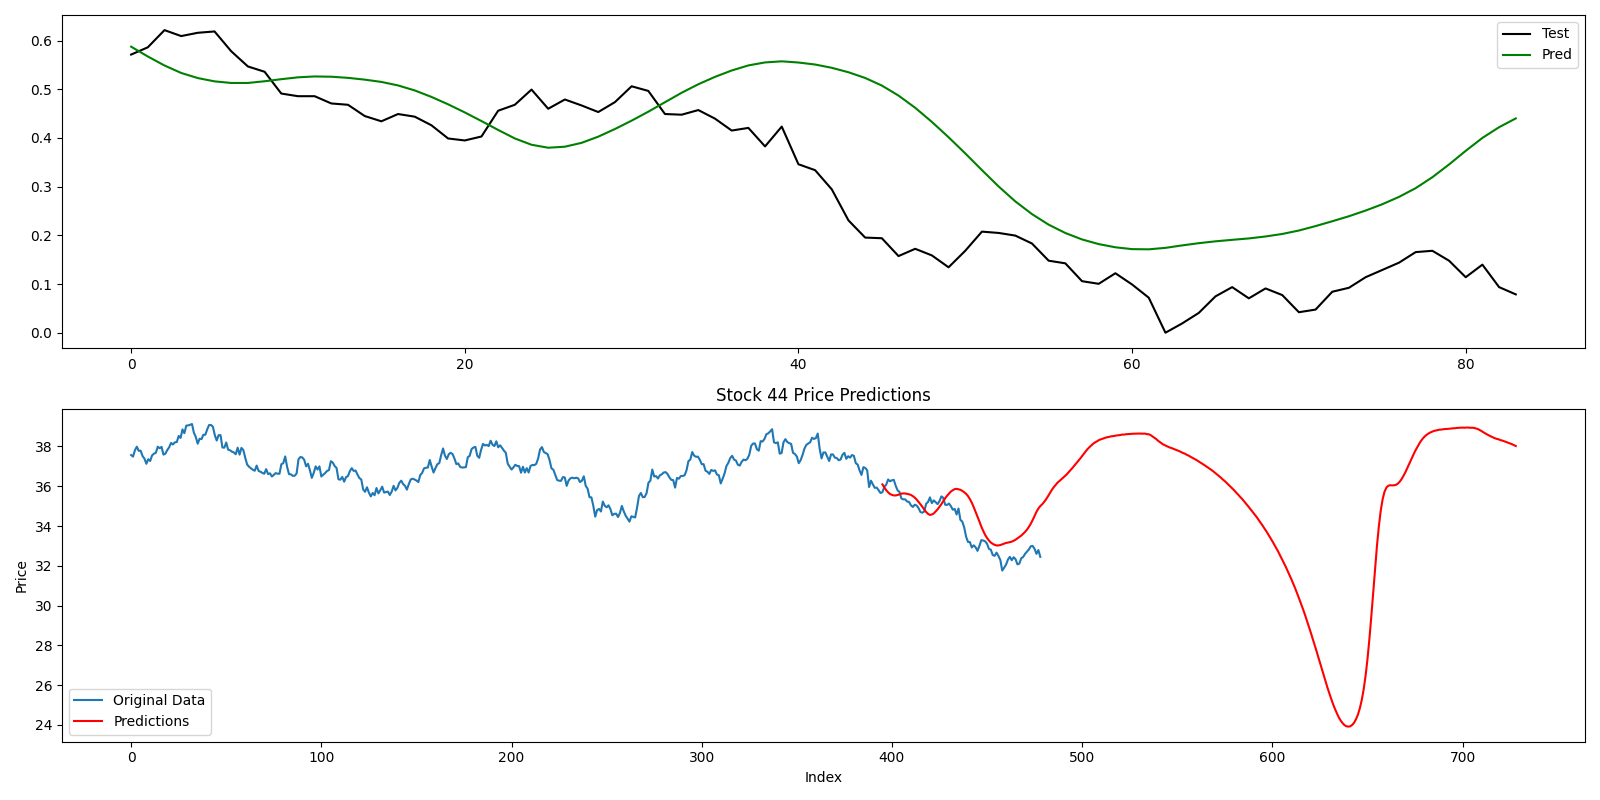 0.6
0.5
0.4
0.3
0.2
0.1
0.0
0 20 40 60 80
Test
Pred
Stock 44 Price Predictions
Price
38
36
34
32
30
28
26
24
Original Data
Predictions
0 100 200 300 400 500 600 700
Index